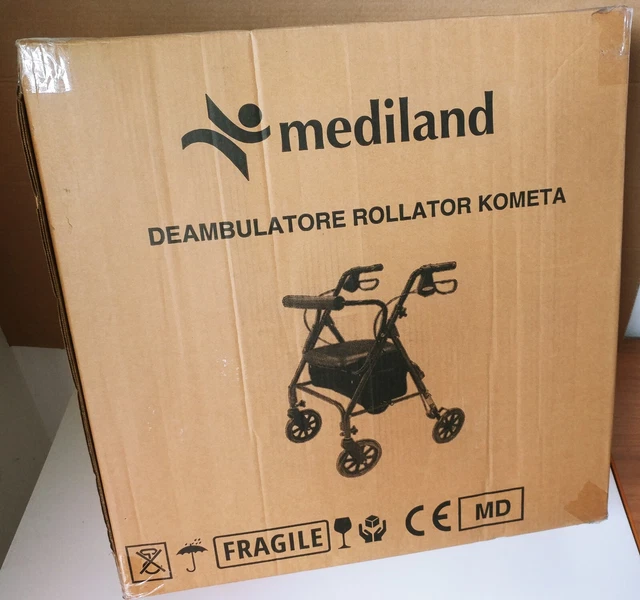 mediland
DEAMBULATORE ROLLATOR KOMETA
FRAGILE CE MD